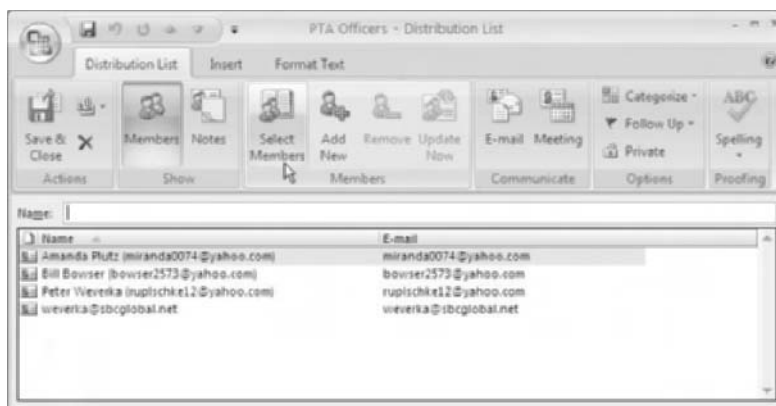 PTA Officers - Distribution List
Distribution List Insert Format Text
Save & Close Members Notes Select Members Add New Remove Update Now E-mail Meeting Categorize Follow Up Private ABC Spelling
Actions Show Members Communicate Options Proofing
Name:
Name E-mail
Amanda Plutz (miranda0074@yahoo.com) miranda0074@yahoo.com
Bill Bowser (bowser2573@yahoo.com) bowser2573@yahoo.com
Peter Weverka (ruplschke12@yahoo.com) ruplschke12@yahoo.com
weverka@sbcglobal.net weverka@sbcglobal.net